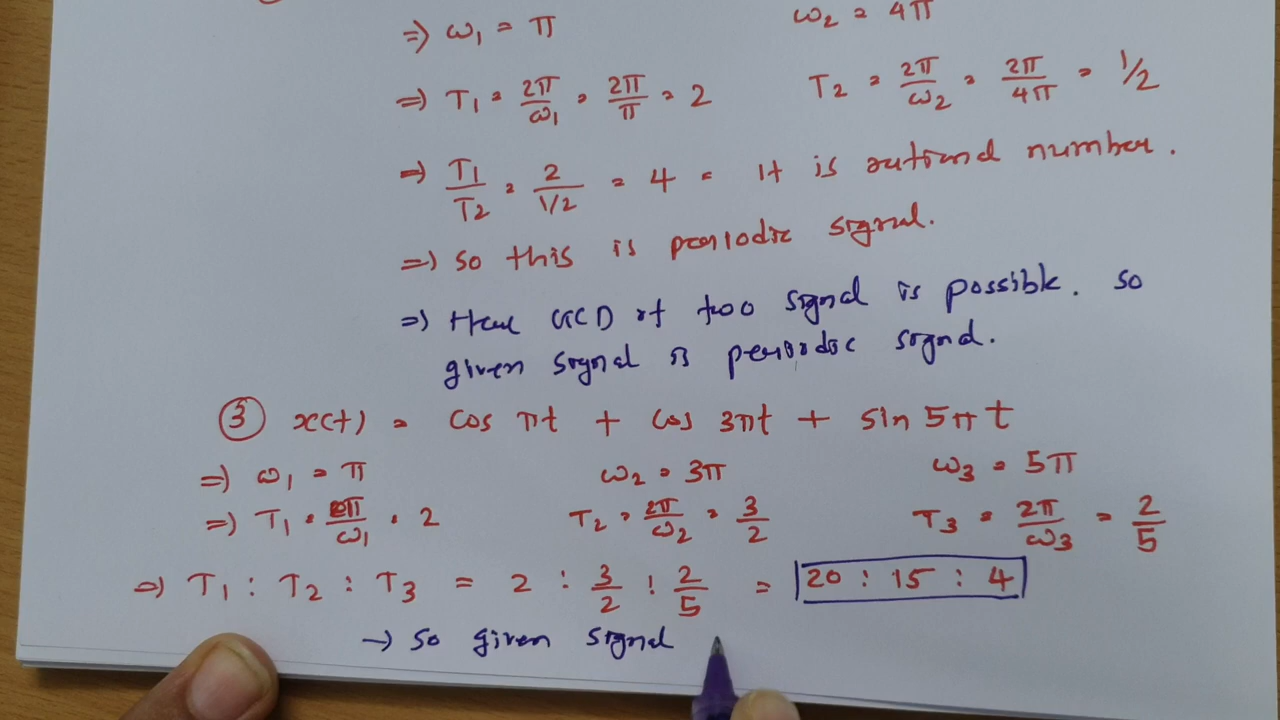 ⇒ ω₁ = π ω₂ = 4π
⇒ T₁ = 2π/ω₁ = 2π/π = 2 T₂ = 2π/ω₂ = 2π/4π = 1/2
⇒ T₁/T₂ = 2/(1/2) = 4 = It is rational number.
⇒ So this is periodic signal.
⇒ Here GCD of two signal is possible. So
given signal is periodic signal.
③ x(t) = cos πt + cos 3πt + sin 5πt
⇒ ω₁ = π ω₂ = 3π ω₃ = 5π
⇒ T₁ = 2π/ω₁ = 2 T₂ = 2π/ω₂ = 3/2 T₃ = 2π/ω₃ = 2/5
⇒ T₁ : T₂ : T₃ = 2 : 3/2 : 2/5 = 20 : 15 : 4
→ So given signal